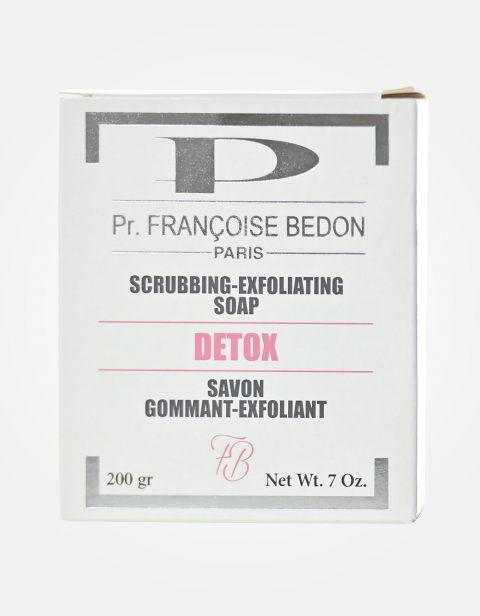 P
Pr. FRANÇOISE BEDON
PARIS
SCRUBBING-EXFOLIATING
SOAP
DETOX
SAVON
GOMMANT-EXFOLIANT
FB
200 gr Net Wt. 7 Oz.